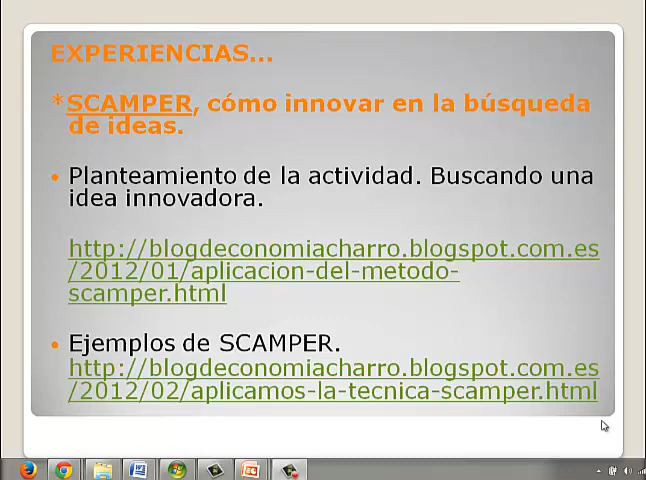 EXPERIENCIAS...
*SCAMPER, cómo innovar en la búsqueda
de ideas.
• Planteamiento de la actividad. Buscando una
idea innovadora.
http://blogdeconomiacharro.blogspot.com.es
/2012/01/aplicacion-del-metodo-
scamper.html
• Ejemplos de SCAMPER.
http://blogdeconomiacharro.blogspot.com.es
/2012/02/aplicamos-la-tecnica-scamper.html